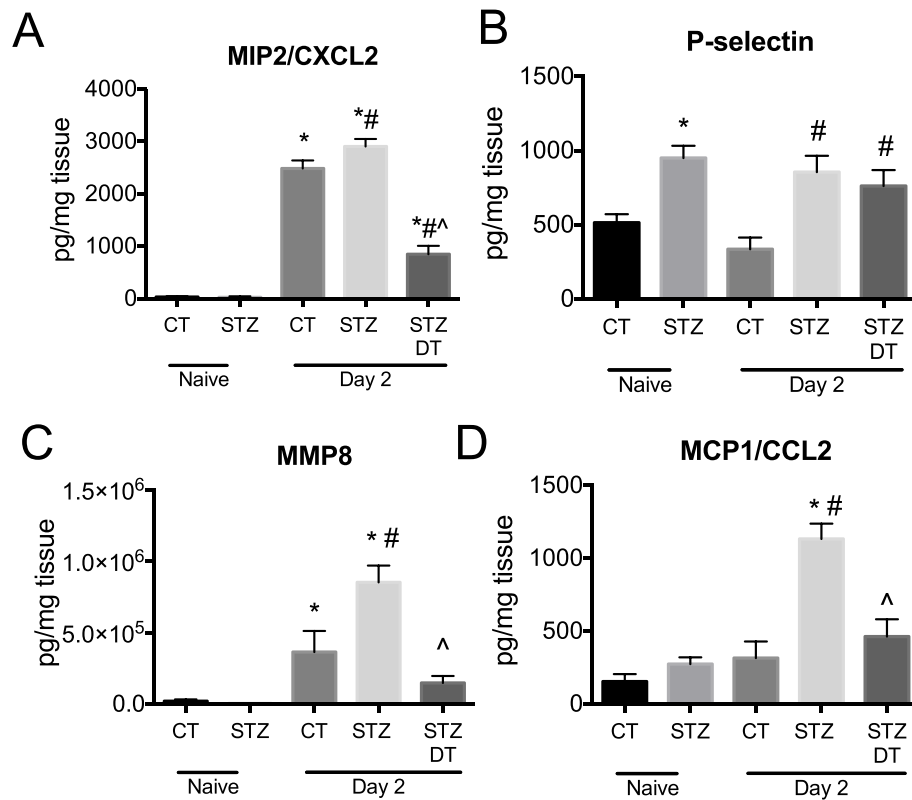 A
MIP2/CXCL2
pg/mg tissue
4000
3000
2000
1000
0
*
*#
*#^
CT STZ CT STZ STZ
DT
Naive Day 2
B
P-selectin
pg/mg tissue
1500
1000
500
0
*
#
#
CT STZ CT STZ STZ
DT
Naive Day 2
C
MMP8
pg/mg tissue
1.5×10⁶
1.0×10⁶
5.0×10⁵
0.0
*
* #
^
CT STZ CT STZ STZ
DT
Naive Day 2
D
MCP1/CCL2
pg/mg tissue
1500
1000
500
0
* #
^
CT STZ CT STZ STZ
DT
Naive Day 2